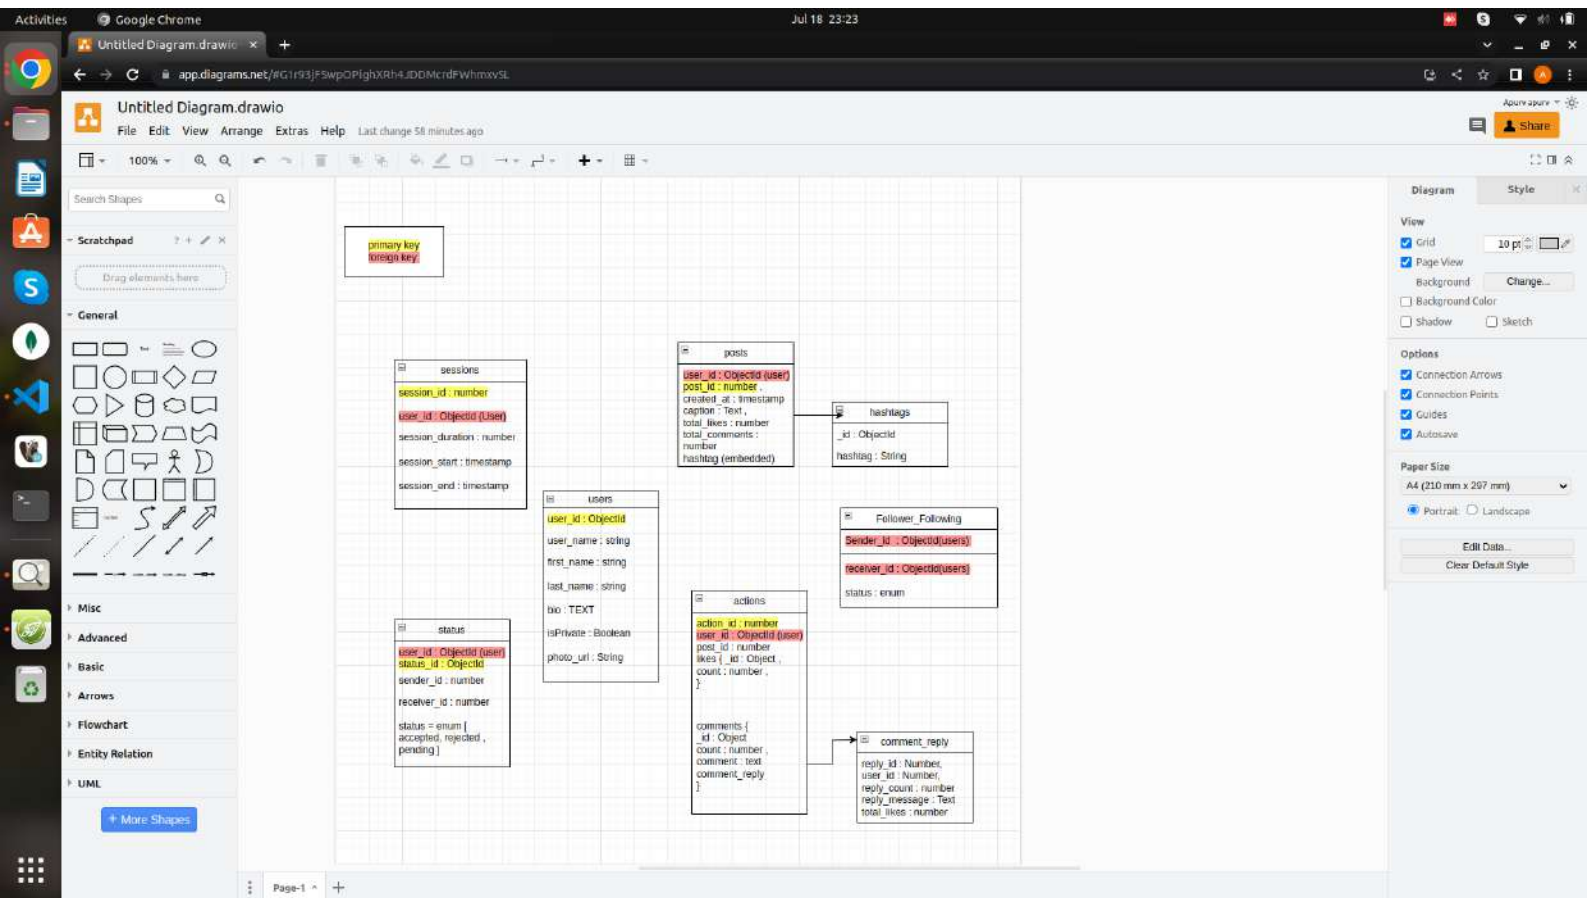 Activities
Google Chrome
Jul 18 23:23
Untitled Diagram.drawio
app.diagrams.net/#G1r93jFSwpOPighXRh4JDDMcrdFWhmxvSL
Untitled Diagram.drawio
File Edit View Arrange Extras Help Last change 58 minutes ago
Apurv apurv
Share
100%
Search Shapes
Scratchpad
Drag elements here
General
Misc
Advanced
Basic
Arrows
Flowchart
Entity Relation
UML
+ More Shapes
primary key
foreign key.
sessions
session_id : number
user_id : ObjectId (User)
session_duration : number
session_start : timestamp
session_end : timestamp
posts
user_id : ObjectId (user)
post_id : number ,
created_at : timestamp
caption : Text ,
total_likes : number
total_comments :
number
hashtag (embedded)
hashtags
_id : ObjectId
hashtag : String
users
user_id : ObjectId
user_name : string
first_name : string
last_name : string
bio : TEXT
isPrivate : Boolean
photo_url : String
Follower_Following
Sender_id : ObjectId(users)
receiver_id : ObjectId(users)
status : enum
status
user_id : ObjectId (user)
status_id : ObjectId
sender_id : number
receiver_id : number
status = enum [
accepted, rejected ,
pending ]
actions
action_id : number
user_id : ObjectId (user)
post_id : number
likes { _id : Object ,
count : number ,
}
comments {
_id : Object
count : number ,
comment : text
comment_reply
}
comment_reply
reply_id : Number,
user_id : Number,
reply_count : number
reply_message : Text
total_likes : number
Diagram Style
View
Grid 10 pt
Page View
Background Change...
Background Color
Shadow Sketch
Options
Connection Arrows
Connection Points
Guides
Autosave
Paper Size
A4 (210 mm x 297 mm)
Portrait Landscape
Edit Data...
Clear Default Style
Page-1